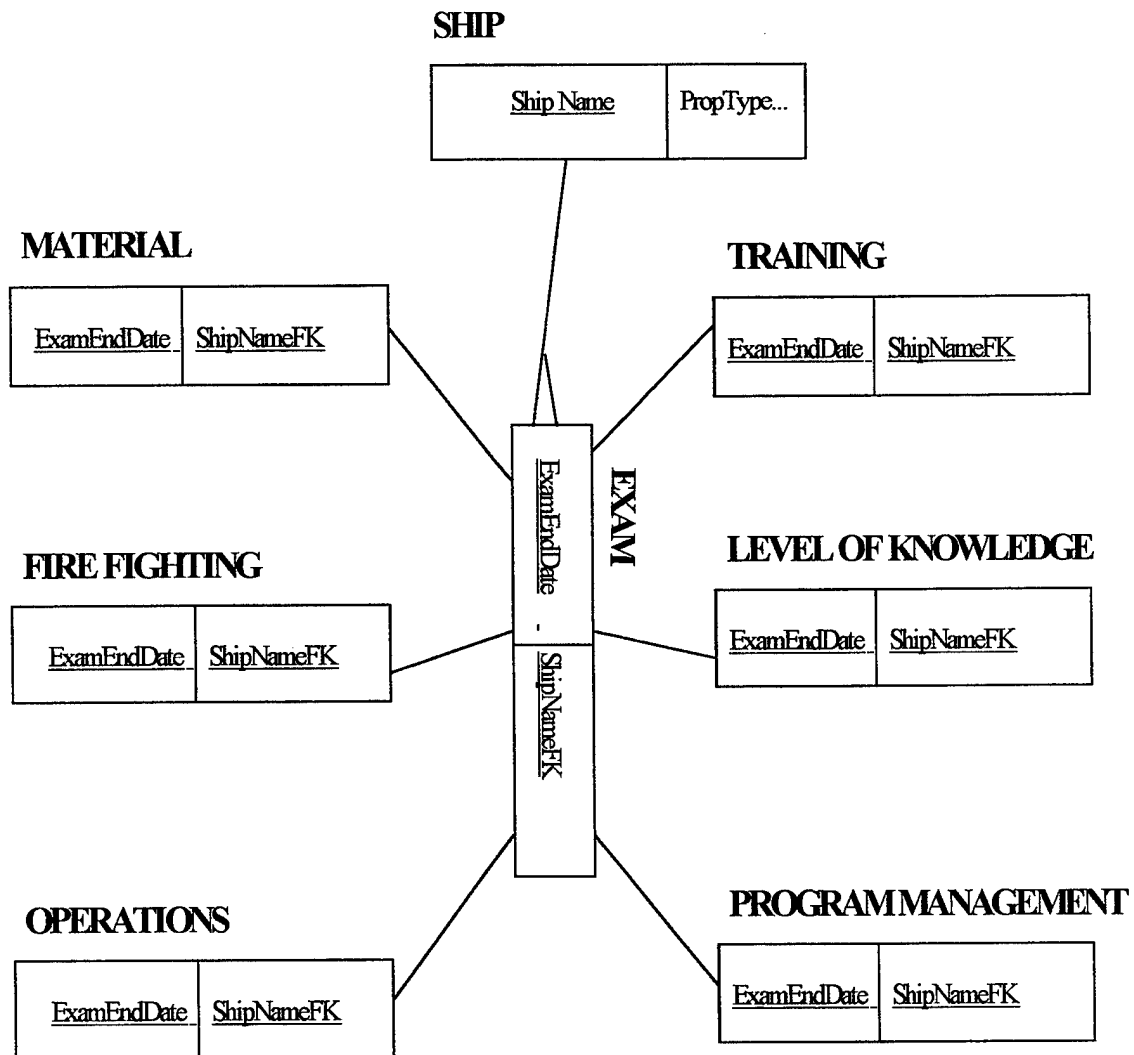 SHIP
Ship Name PropType...
MATERIAL
ExamEndDate ShipNameFK
TRAINING
ExamEndDate ShipNameFK
EXAM
ExamEndDate ShipNameFK
FIRE FIGHTING
ExamEndDate ShipNameFK
LEVEL OF KNOWLEDGE
ExamEndDate ShipNameFK
OPERATIONS
ExamEndDate ShipNameFK
PROGRAM MANAGEMENT
ExamEndDate ShipNameFK